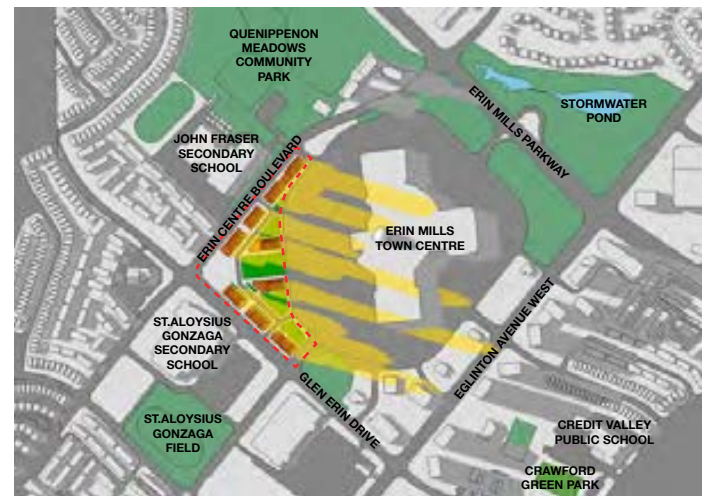 QUENIPPENON
MEADOWS
COMMUNITY
PARK
ERIN MILLS PARKWAY
STORMWATER
POND
JOHN FRASER
SECONDARY
SCHOOL
ERIN CENTRE BOULEVARD
ERIN MILLS
TOWN CENTRE
ST.ALOYSIUS
GONZAGA
SECONDARY
SCHOOL
EGLINTON AVENUE WEST
GLEN ERIN DRIVE
ST.ALOYSIUS
GONZAGA
FIELD
CREDIT VALLEY
PUBLIC SCHOOL
CRAWFORD
GREEN PARK